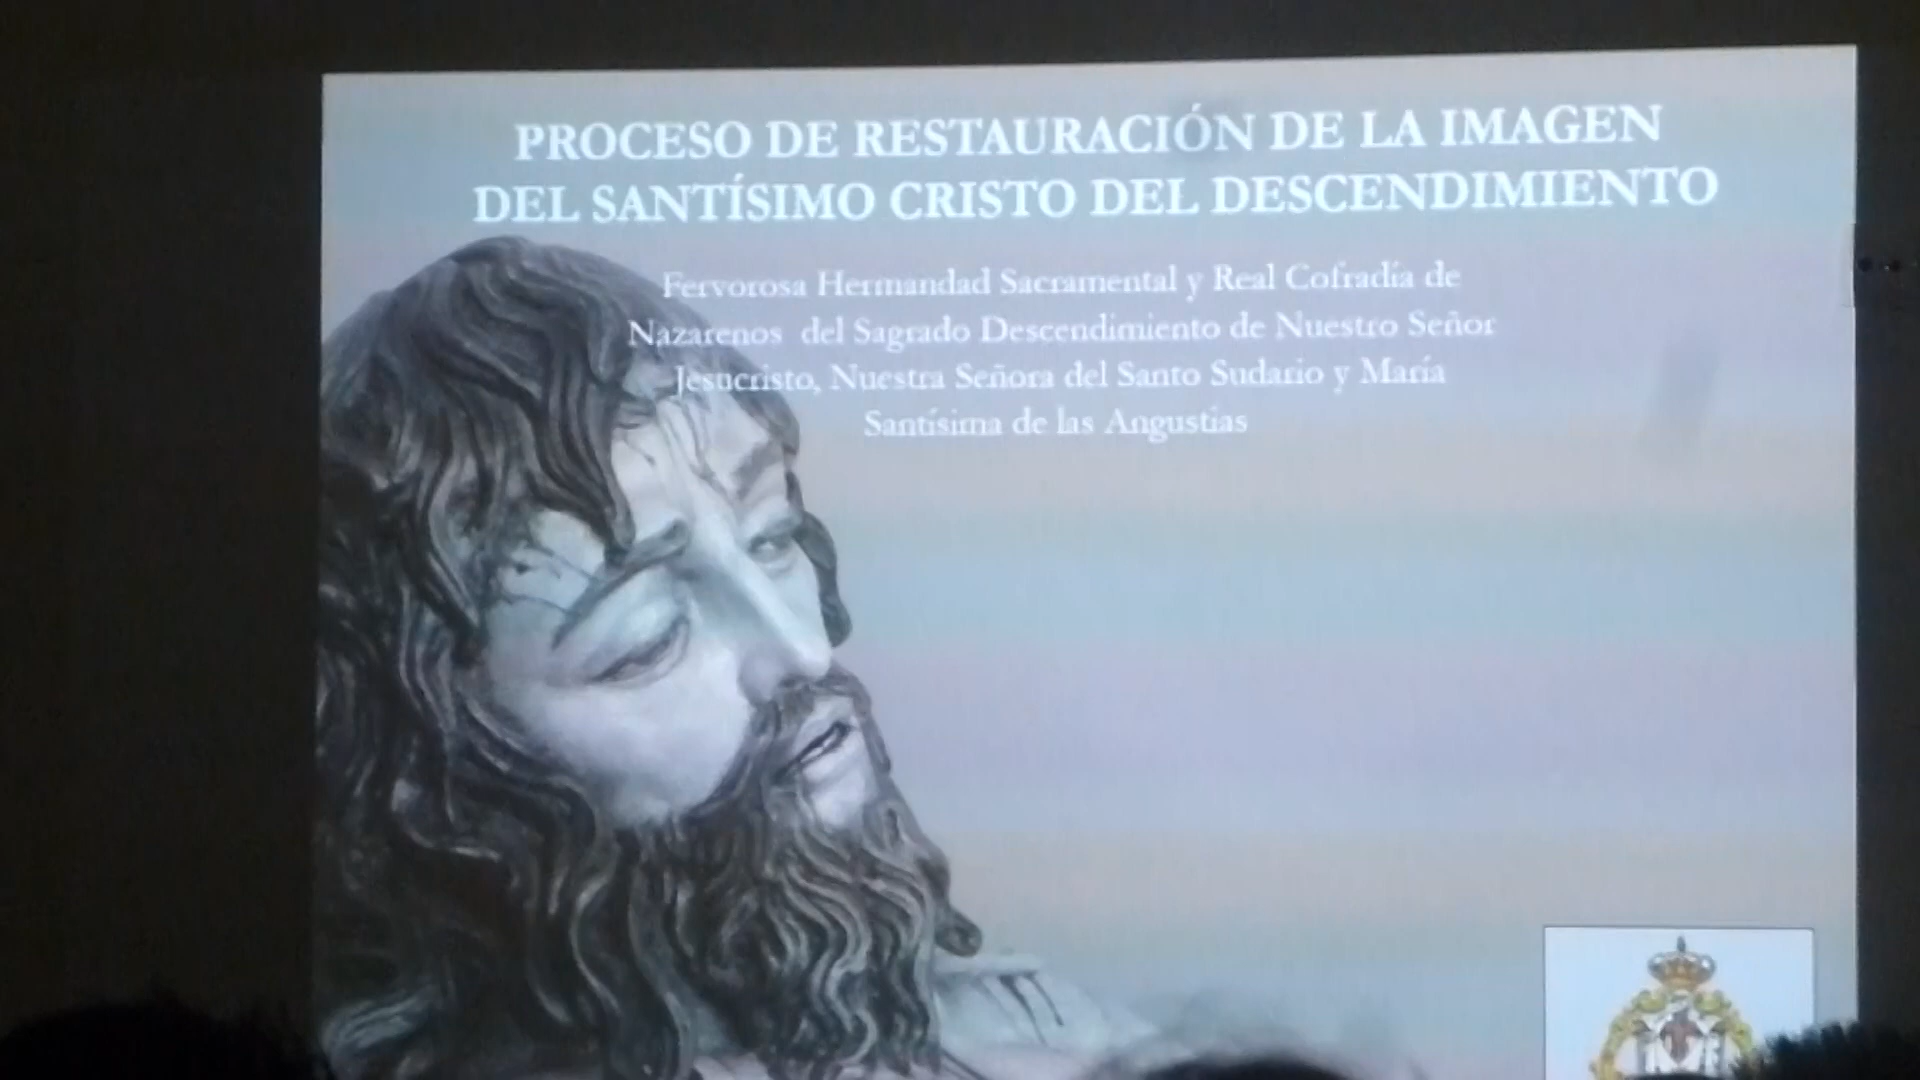 PROCESO DE RESTAURACIÓN DE LA IMAGEN
DEL SANTÍSIMO CRISTO DEL DESCENDIMIENTO
Fervorosa Hermandad Sacramental y Real Cofradía de
Nazarenos del Sagrado Descendimiento de Nuestro Señor
Jesucristo, Nuestra Señora del Santo Sudario y María
Santísima de las Angustias